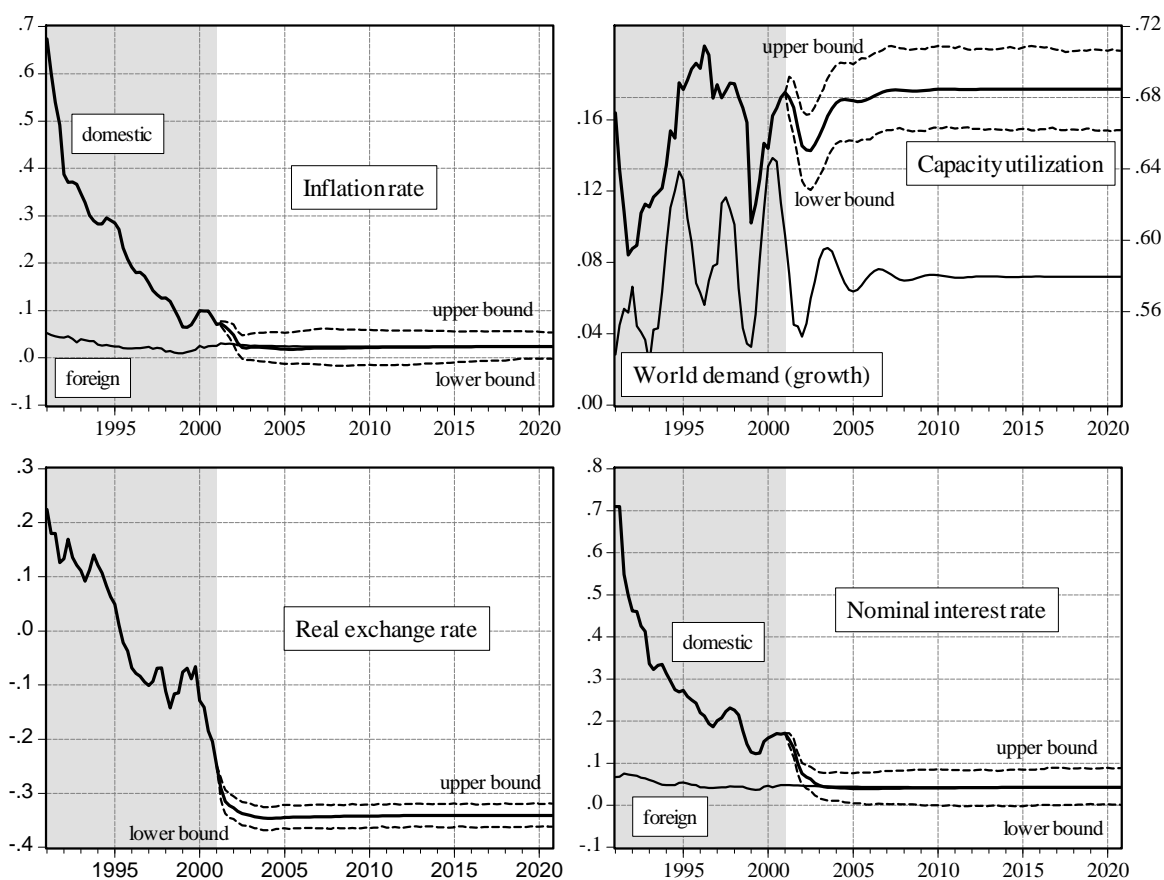 .7
.6
.5
.4
.3
.2
.1
.0
-.1
domestic
Inflation rate
upper bound
foreign
lower bound
1995 2000 2005 2010 2015 2020
.16
.12
.08
.04
.00
.72
.68
.64
.60
.56
upper bound
Capacity utilization
lower bound
World demand (growth)
1995 2000 2005 2010 2015 2020
.3
.2
.1
.0
-.1
-.2
-.3
-.4
Real exchange rate
upper bound
lower bound
1995 2000 2005 2010 2015 2020
.8
.7
.6
.5
.4
.3
.2
.1
.0
-.1
Nominal interest rate
domestic
upper bound
foreign
lower bound
1995 2000 2005 2010 2015 2020